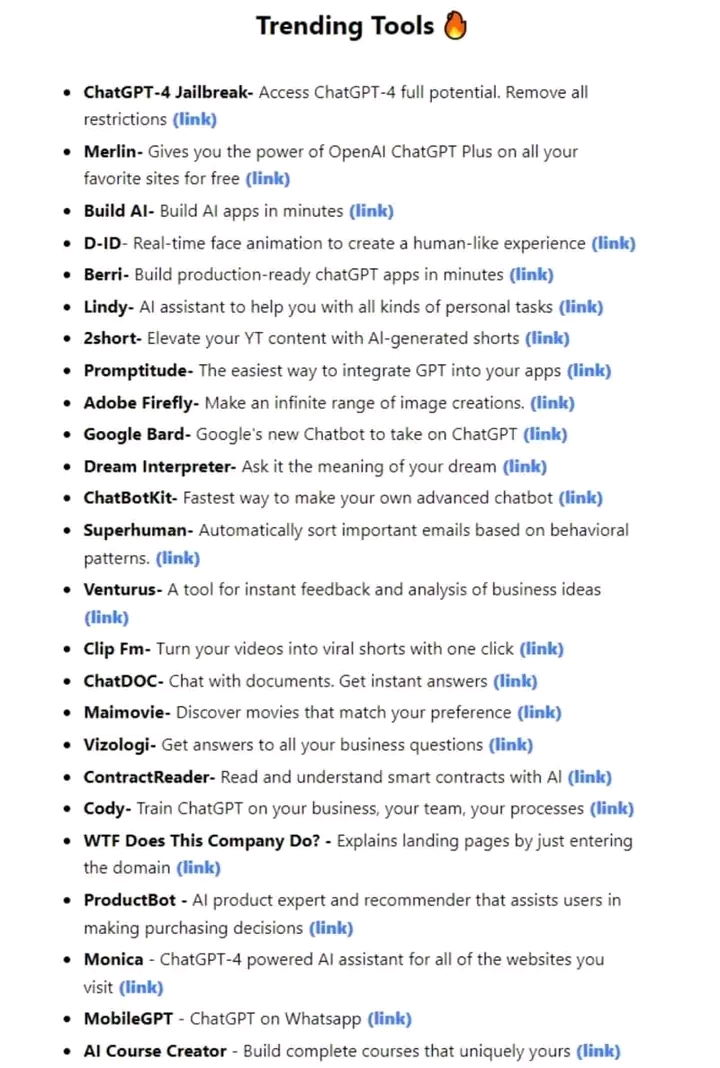 Trending Tools 🔥
• ChatGPT-4 Jailbreak- Access ChatGPT-4 full potential. Remove all
restrictions (link)
• Merlin- Gives you the power of OpenAI ChatGPT Plus on all your
favorite sites for free (link)
• Build AI- Build AI apps in minutes (link)
• D-ID- Real-time face animation to create a human-like experience (link)
• Berri- Build production-ready chatGPT apps in minutes (link)
• Lindy- AI assistant to help you with all kinds of personal tasks (link)
• 2short- Elevate your YT content with AI-generated shorts (link)
• Promptitude- The easiest way to integrate GPT into your apps (link)
• Adobe Firefly- Make an infinite range of image creations. (link)
• Google Bard- Google's new Chatbot to take on ChatGPT (link)
• Dream Interpreter- Ask it the meaning of your dream (link)
• ChatBotKit- Fastest way to make your own advanced chatbot (link)
• Superhuman- Automatically sort important emails based on behavioral
patterns. (link)
• Venturus- A tool for instant feedback and analysis of business ideas
(link)
• Clip Fm- Turn your videos into viral shorts with one click (link)
• ChatDOC- Chat with documents. Get instant answers (link)
• Maimovie- Discover movies that match your preference (link)
• Vizologi- Get answers to all your business questions (link)
• ContractReader- Read and understand smart contracts with AI (link)
• Cody- Train ChatGPT on your business, your team, your processes (link)
• WTF Does This Company Do? - Explains landing pages by just entering
the domain (link)
• ProductBot - AI product expert and recommender that assists users in
making purchasing decisions (link)
• Monica - ChatGPT-4 powered AI assistant for all of the websites you
visit (link)
• MobileGPT - ChatGPT on Whatsapp (link)
• AI Course Creator - Build complete courses that uniquely yours (link)